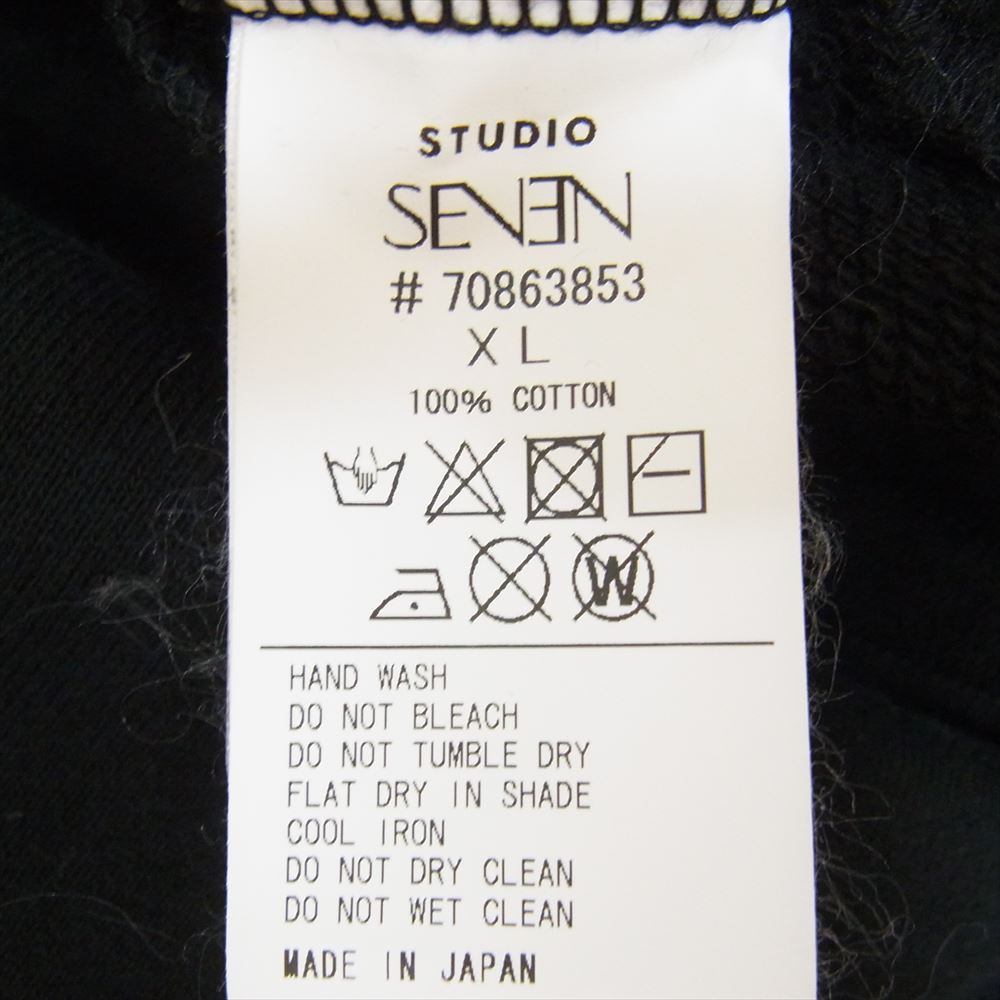 STUDIO
SEVEN
# 70863853
XL
100% COTTON
W
HAND WASH
DO NOT BLEACH
DO NOT TUMBLE DRY
FLAT DRY IN SHADE
COOL IRON
DO NOT DRY CLEAN
DO NOT WET CLEAN
MADE IN JAPAN